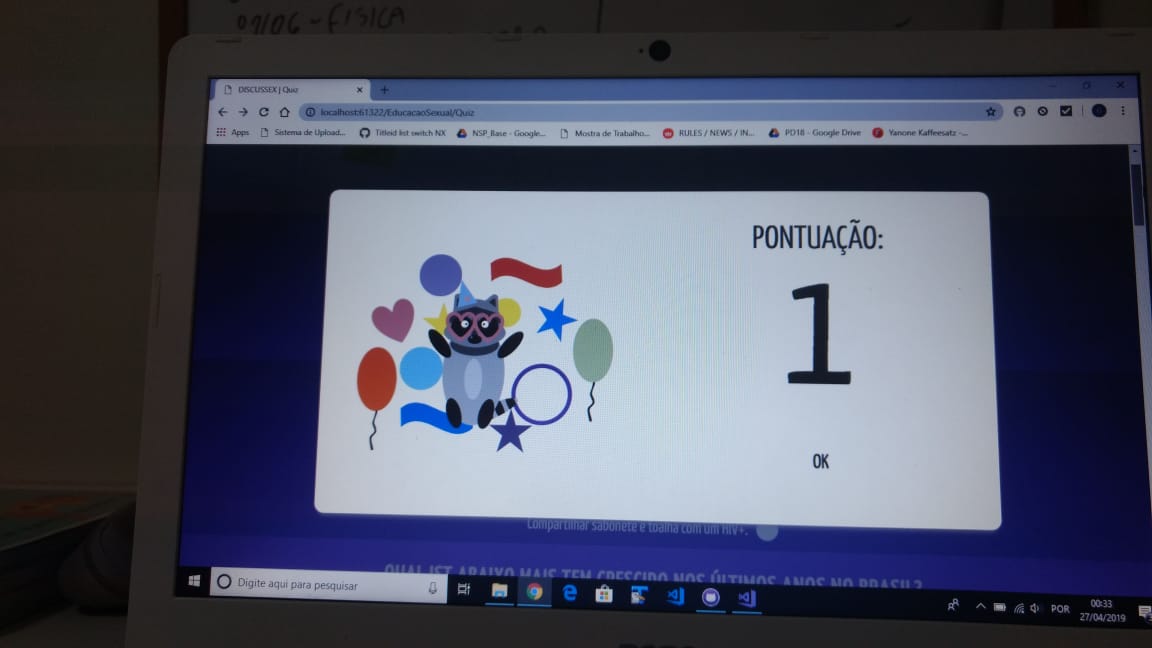 07/06 - FISICA
DISCUSSEX | Quiz
localhost:61322/EducacaoSexual/Quiz
Apps Sistema de Upload... Titleid list switch NX NSP_Base - Google... Mostra de Trabalho... RULES / NEWS / IN... PD18 - Google Drive Yanone Kaffeesatz -...
PONTUAÇÃO:
1
OK
Compartilhar sabonete e toalha com um HIV+.
QUAL IST ABAIXO MAIS TEM CRESCIDO NOS ÚLTIMOS ANOS NO BRASIL?
Digite aqui para pesquisar
POR
00:33
27/04/2019